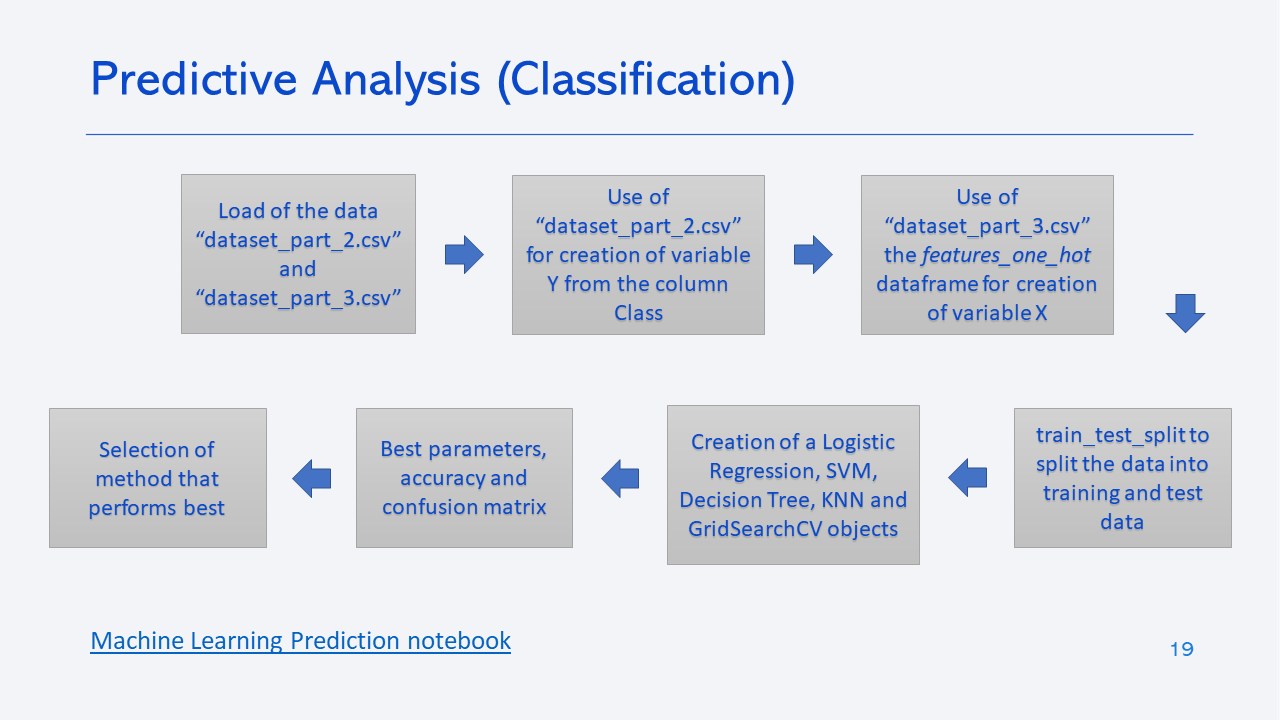 Predictive Analysis (Classification)
Load of the data
“dataset_part_2.csv”
and
“dataset_part_3.csv”
Use of
“dataset_part_2.csv”
for creation of variable
Y from the column
Class
Use of
“dataset_part_3.csv”
the features_one_hot
dataframe for creation
of variable X
train_test_split to
split the data into
training and test
data
Creation of a Logistic
Regression, SVM,
Decision Tree, KNN and
GridSearchCV objects
Best parameters,
accuracy and
confusion matrix
Selection of
method that
performs best
Machine Learning Prediction notebook
19